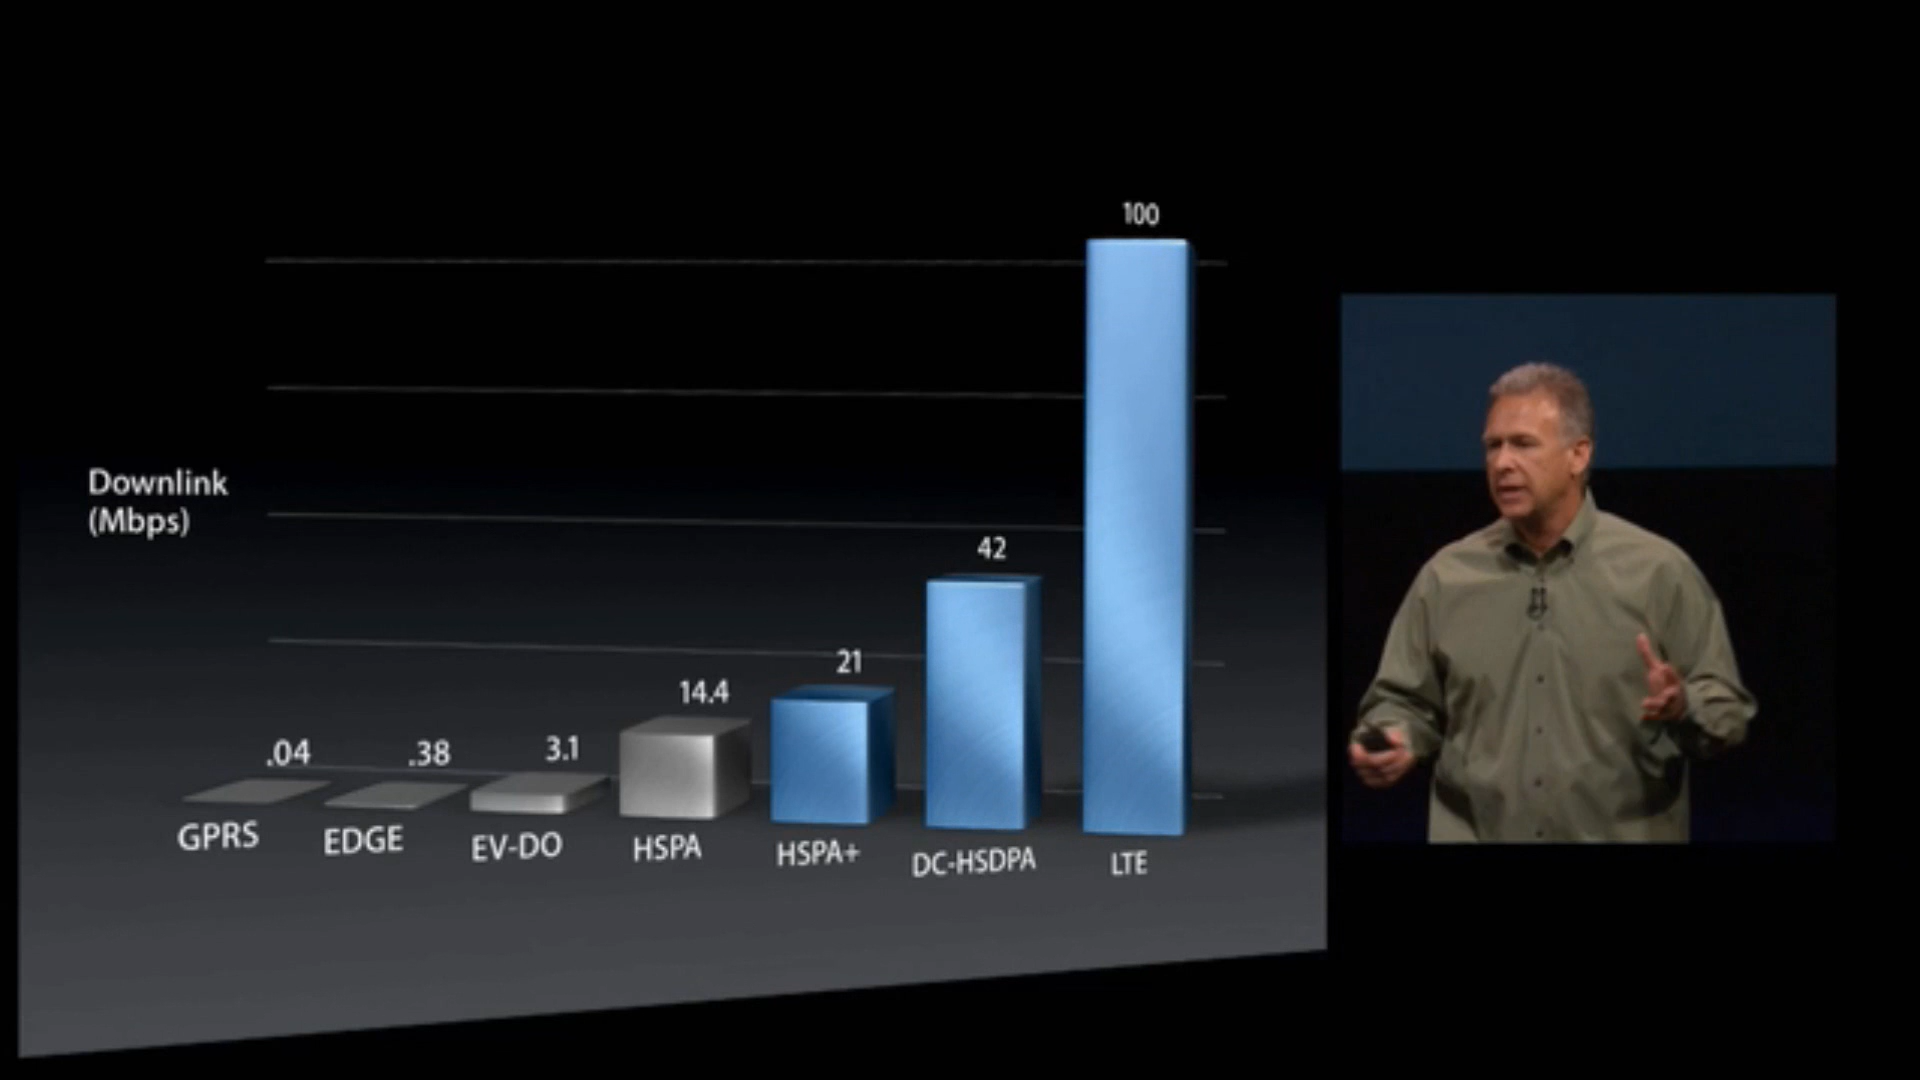 100
42
21
14.4
3.1
.38
.04
Downlink
(Mbps)
GPRS
EDGE
EV-DO
HSPA
HSPA+
DC-HSDPA
LTE